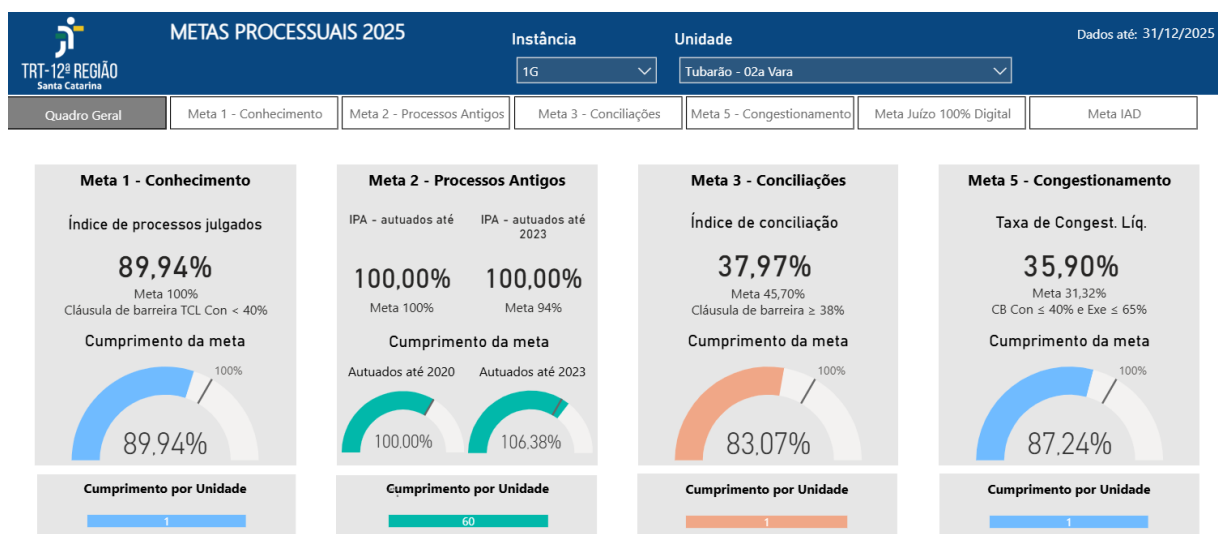 METAS PROCESSUAIS 2025
Instância
Unidade
Dados até: 31/12/2025
TRT-12ª REGIÃO
Santa Catarina
1G
Tubarão - 02a Vara
Quadro Geral
Meta 1 - Conhecimento
Meta 2 - Processos Antigos
Meta 3 - Conciliações
Meta 5 - Congestionamento
Meta Juízo 100% Digital
Meta IAD
Meta 1 - Conhecimento
Índice de processos julgados
89,94%
Meta 100%
Cláusula de barreira TCL Con < 40%
Cumprimento da meta
100%
89,94%
Cumprimento por Unidade
1
Meta 2 - Processos Antigos
IPA - autuados até
100,00%
Meta 100%
IPA - autuados até
2023
100,00%
Meta 94%
Cumprimento da meta
Autuados até 2020
100,00%
Autuados até 2023
106,38%
Cumprimento por Unidade
60
Meta 3 - Conciliações
Índice de conciliação
37,97%
Meta 45,70%
Cláusula de barreira ≥ 38%
Cumprimento da meta
100%
83,07%
Cumprimento por Unidade
1
Meta 5 - Congestionamento
Taxa de Congest. Líq.
35,90%
Meta 31,32%
CB Con ≤ 40% e Exe ≤ 65%
Cumprimento da meta
100%
87,24%
Cumprimento por Unidade
1